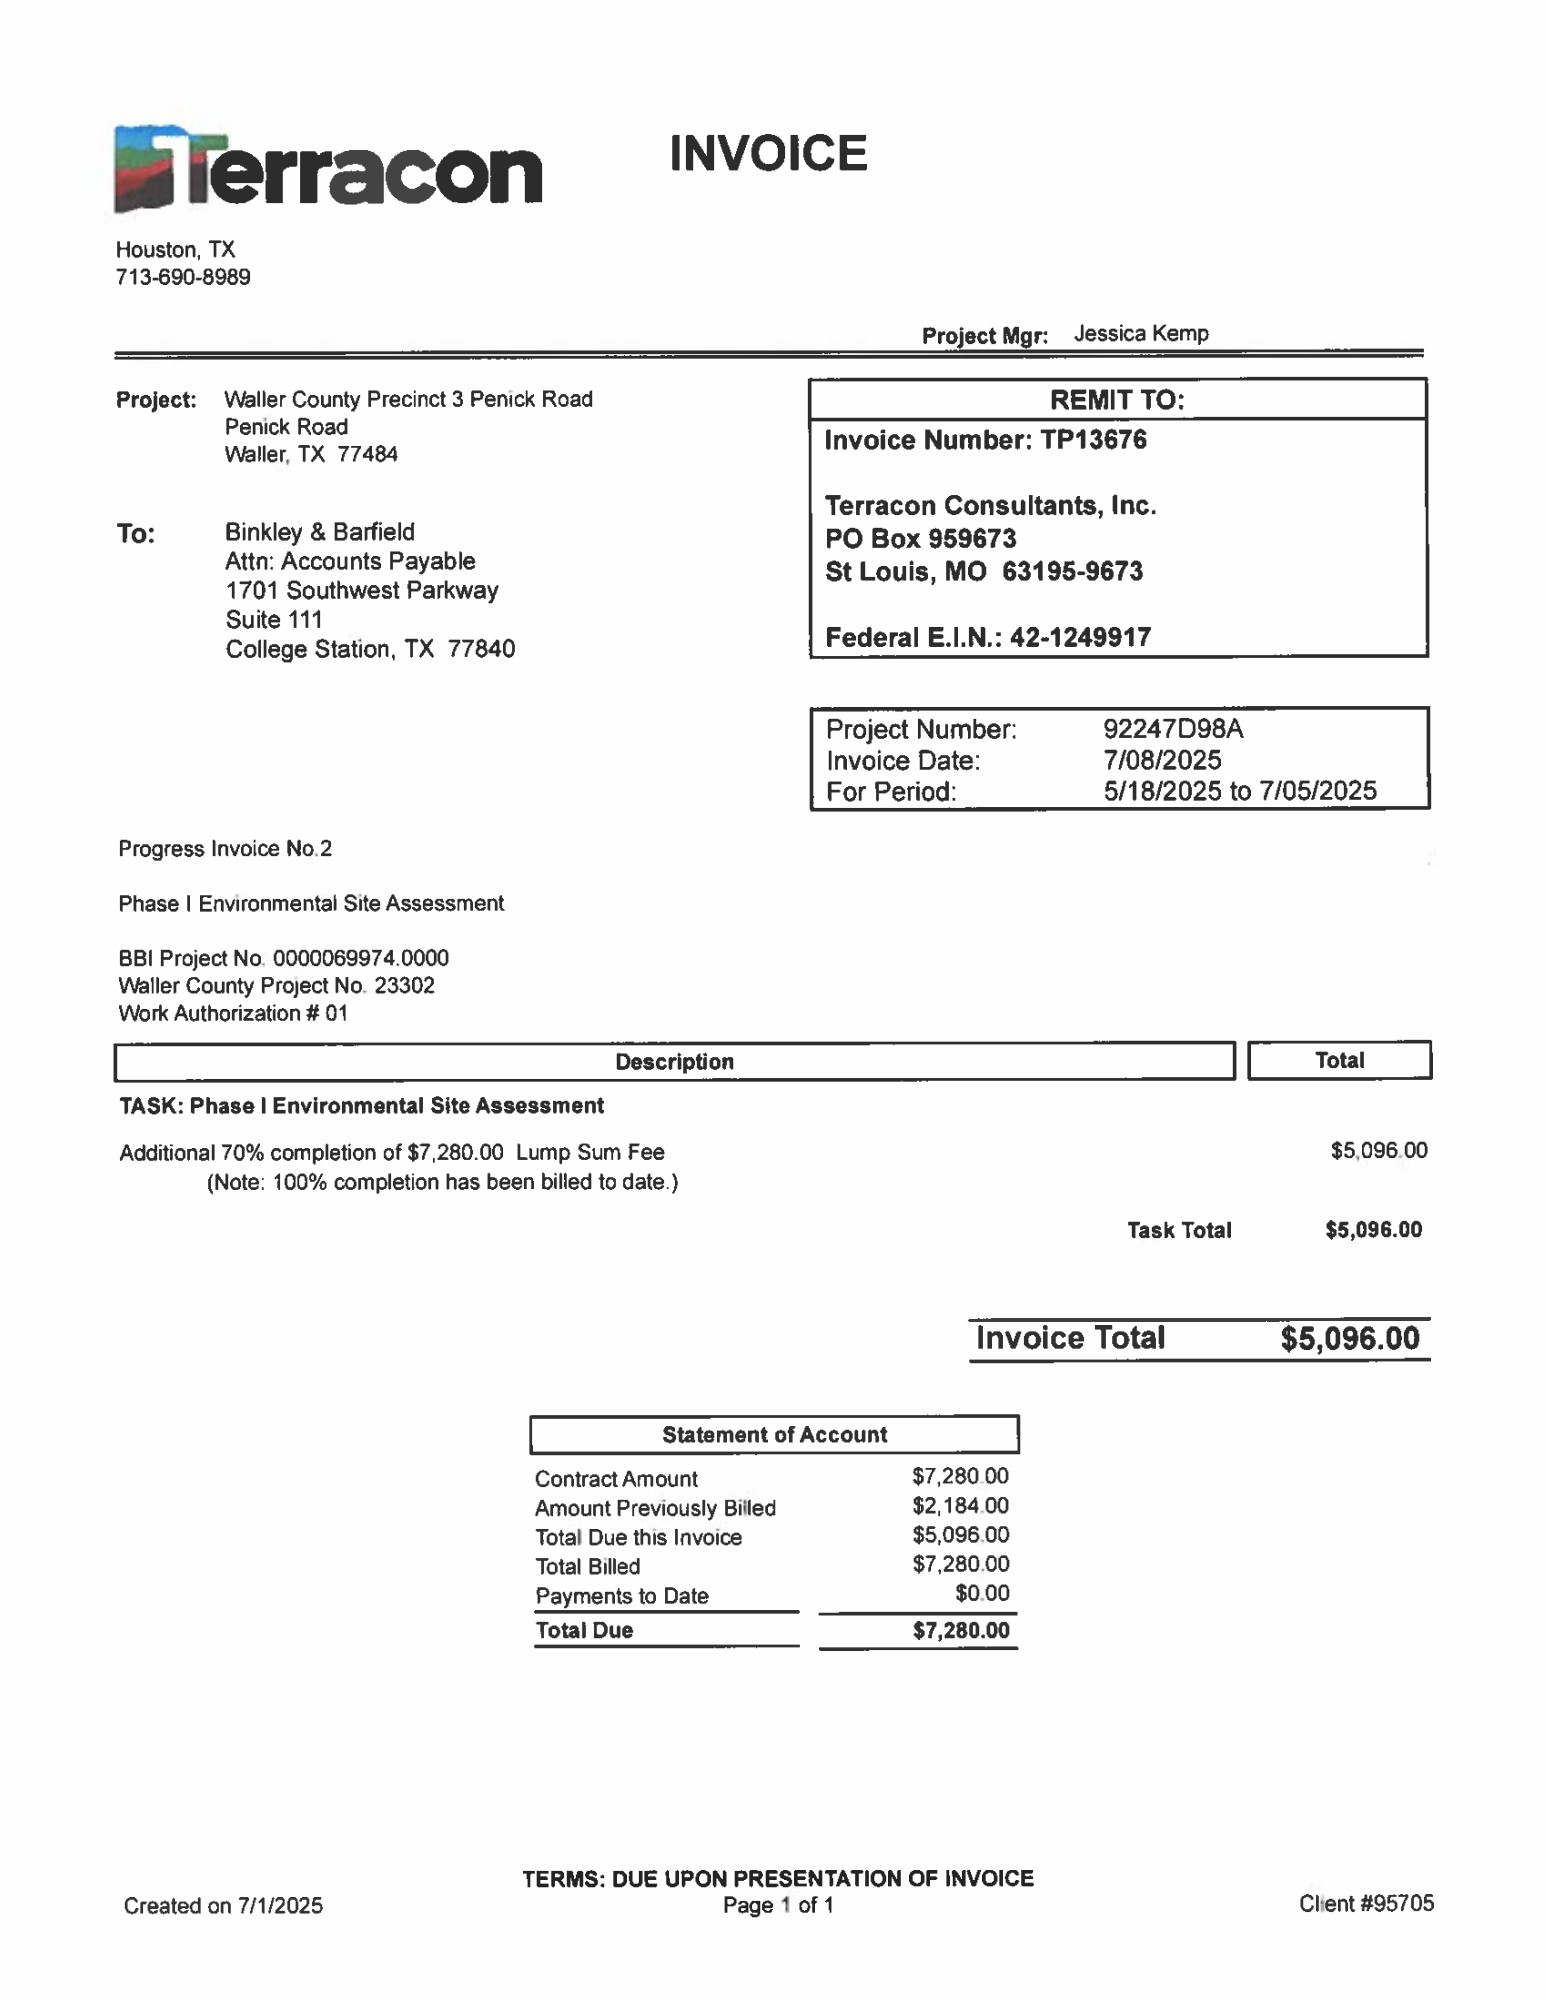 Terracon
INVOICE
Houston, TX
713-690-8989
Project Mgr: Jessica Kemp
Project: Waller County Precinct 3 Penick Road
Penick Road
Waller, TX 77484
To: Binkley & Barfield
Attn: Accounts Payable
1701 Southwest Parkway
Suite 111
College Station, TX 77840
REMIT TO:
Invoice Number: TP13676
Terracon Consultants, Inc.
PO Box 959673
St Louis, MO 63195-9673
Federal E.I.N.: 42-1249917
Project Number: 92247D98A
Invoice Date: 7/08/2025
For Period: 5/18/2025 to 7/05/2025
Progress Invoice No.2
Phase I Environmental Site Assessment
BBI Project No. 0000069974.0000
Waller County Project No. 23302
Work Authorization # 01
Description Total
TASK: Phase I Environmental Site Assessment
Additional 70% completion of $7,280.00 Lump Sum Fee $5,096.00
(Note: 100% completion has been billed to date.)
Task Total $5,096.00
Invoice Total $5,096.00
Statement of Account
Contract Amount $7,280.00
Amount Previously Billed $2,184.00
Total Due this Invoice $5,096.00
Total Billed $7,280.00
Payments to Date $0.00
Total Due $7,280.00
TERMS: DUE UPON PRESENTATION OF INVOICE
Created on 7/1/2025 Page 1 of 1 Client #95705